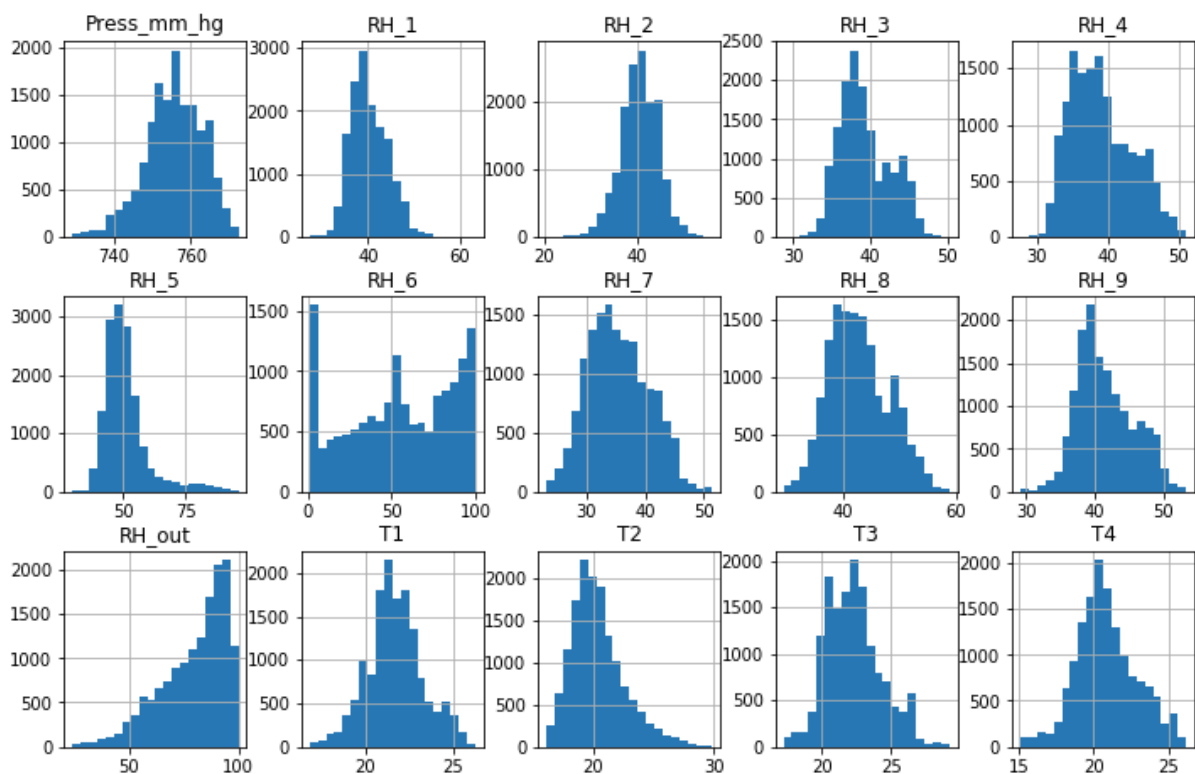 Press_mm_hg RH_1 RH_2 RH_3 RH_4
2000 3000 2500
1500 2000 2000 1500
1000 2000 1500 1000
500 1000 1000 1000 500
0 0 0 500 0
0
740 760 40 60 20 40 30 40 50 30 40 50
RH_5 RH_6 RH_7 RH_8 RH_9
3000 1500 1500 1500 2000
2000 1000 1000 1000 1500
1000 500 500 500 1000
0 0 0 0 500
0
50 75 0 50 100 30 40 50 40 60 30 40 50
RH_out T1 T2 T3 T4
2000 2000 2000 2000 2000
1500 1500 1500 1500 1500
1000 1000 1000 1000 1000
500 500 500 500 500
0 0 0 0 0
50 100 20 25 20 30 20 25 15 20 25